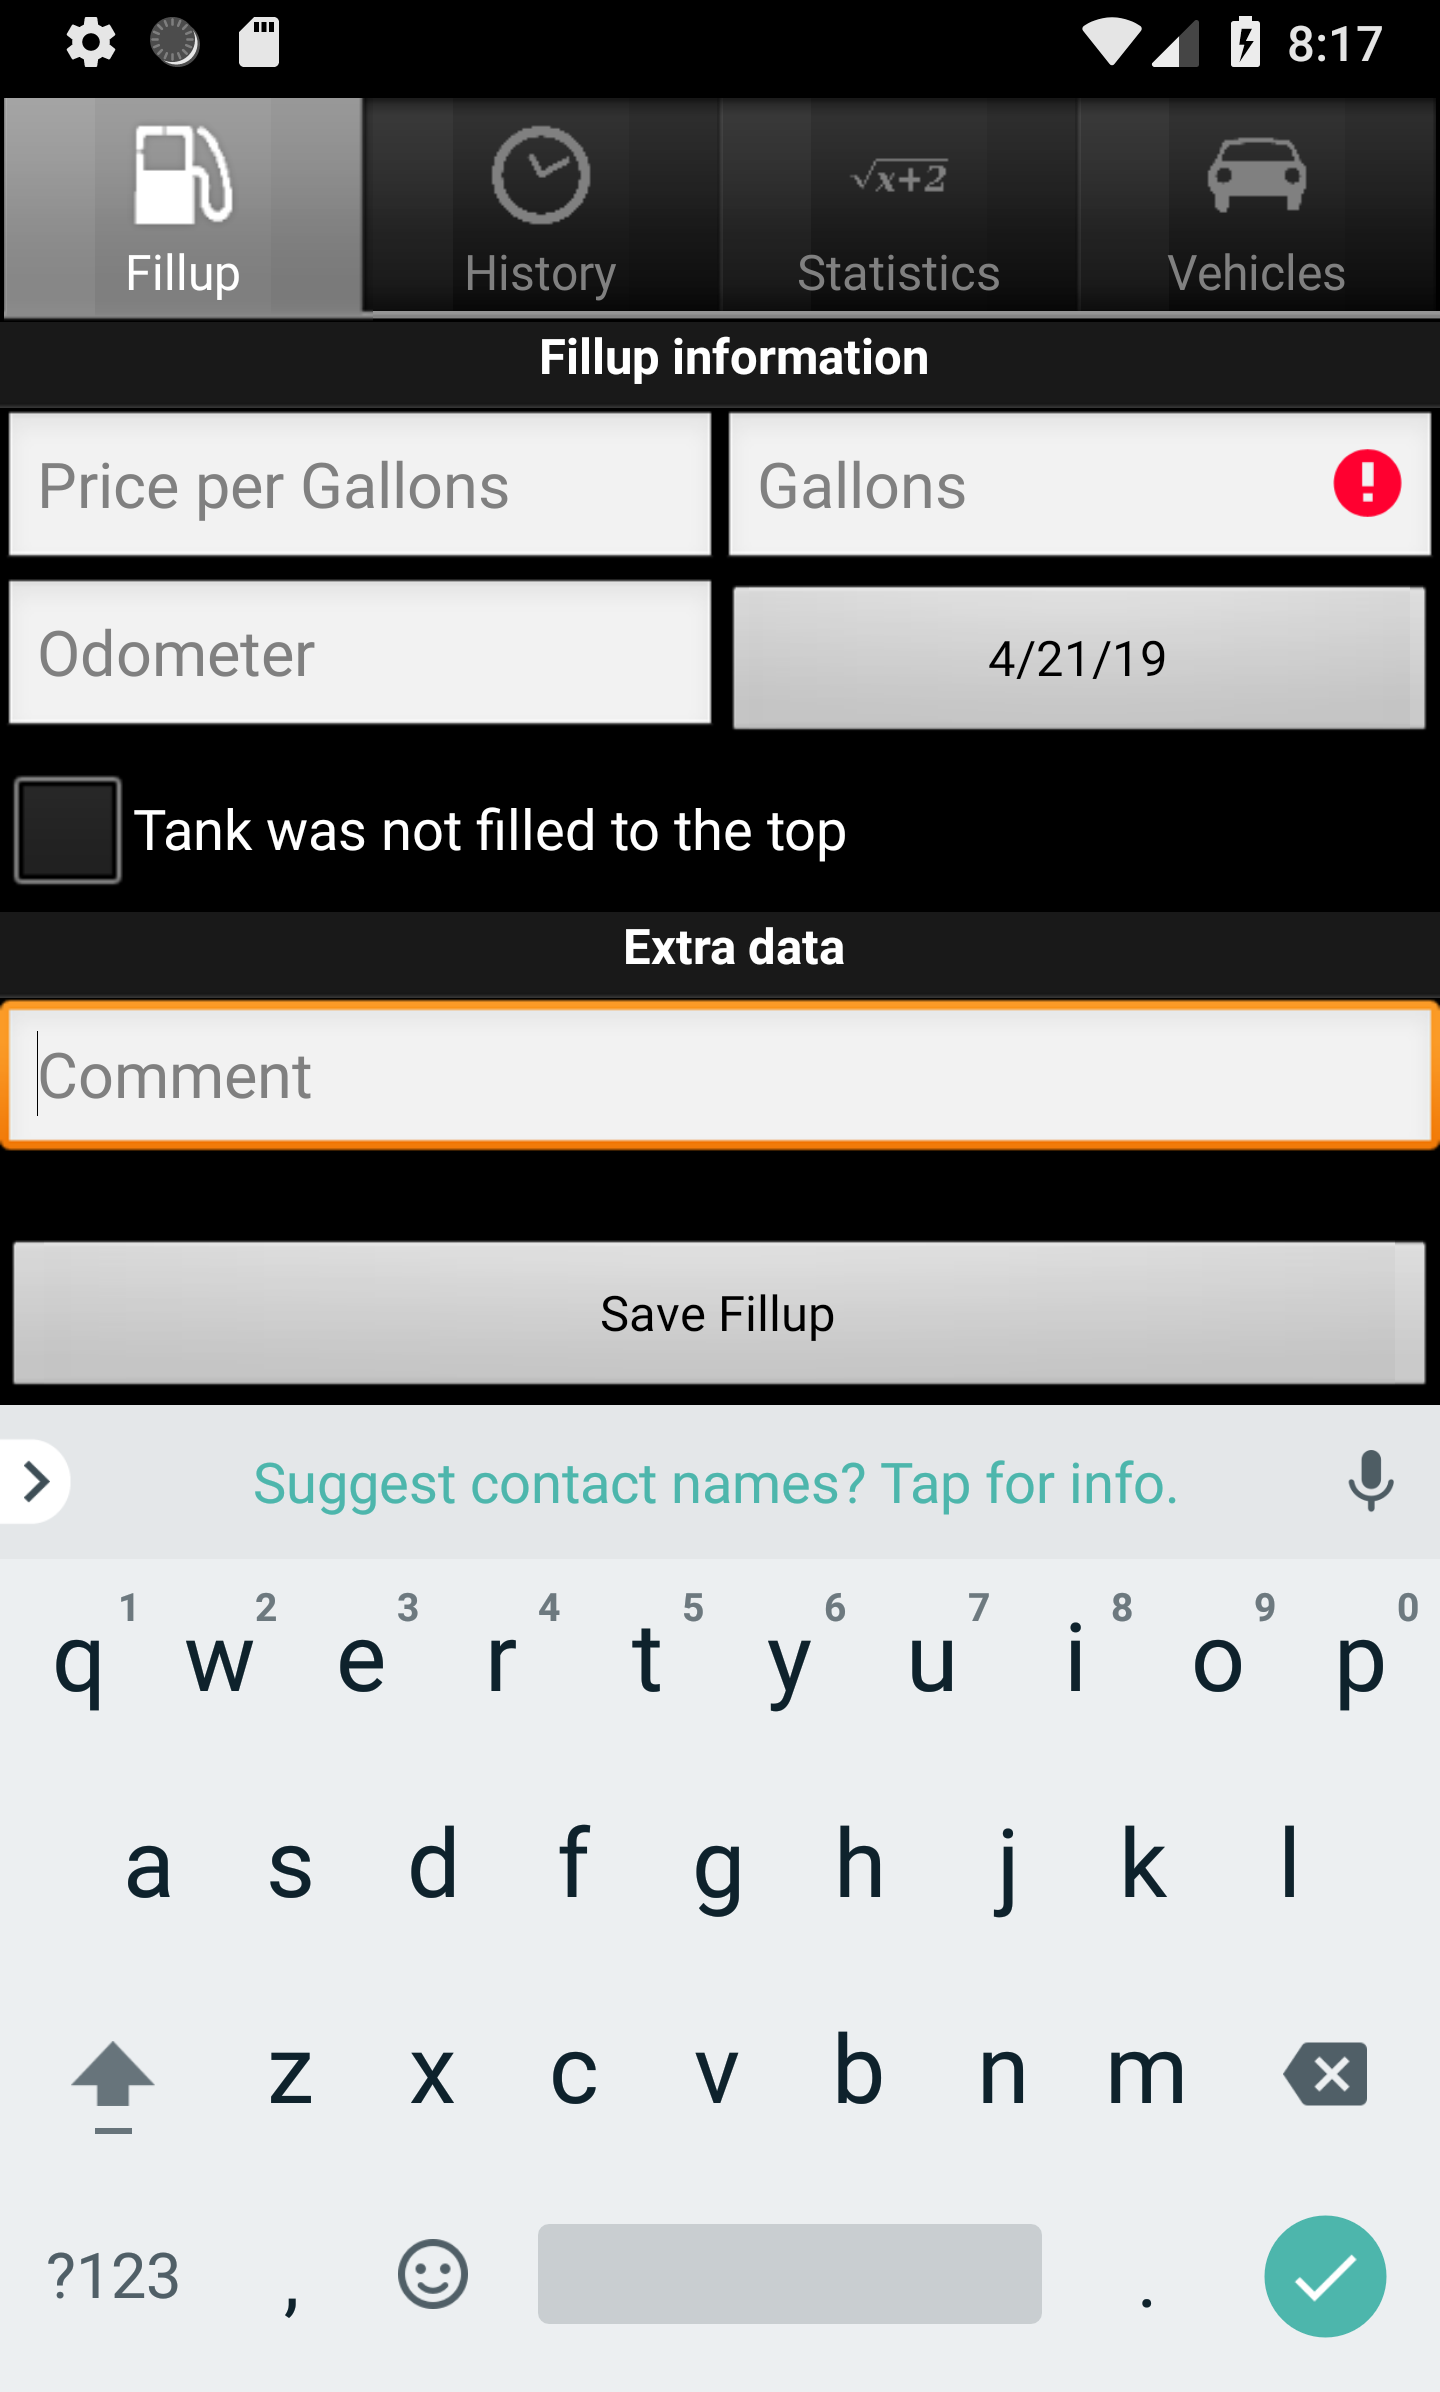 8:17
Fillup
History
√x+2
Statistics
Vehicles
Fillup information
Price per Gallons
Gallons
Odometer
4/21/19
Tank was not filled to the top
Extra data
Comment
Save Fillup
Suggest contact names? Tap for info.
1 2 3 4 5 6 7 8 9 0
q w e r t y u i o p
a s d f g h j k l
z x c v b n m
?123 , .